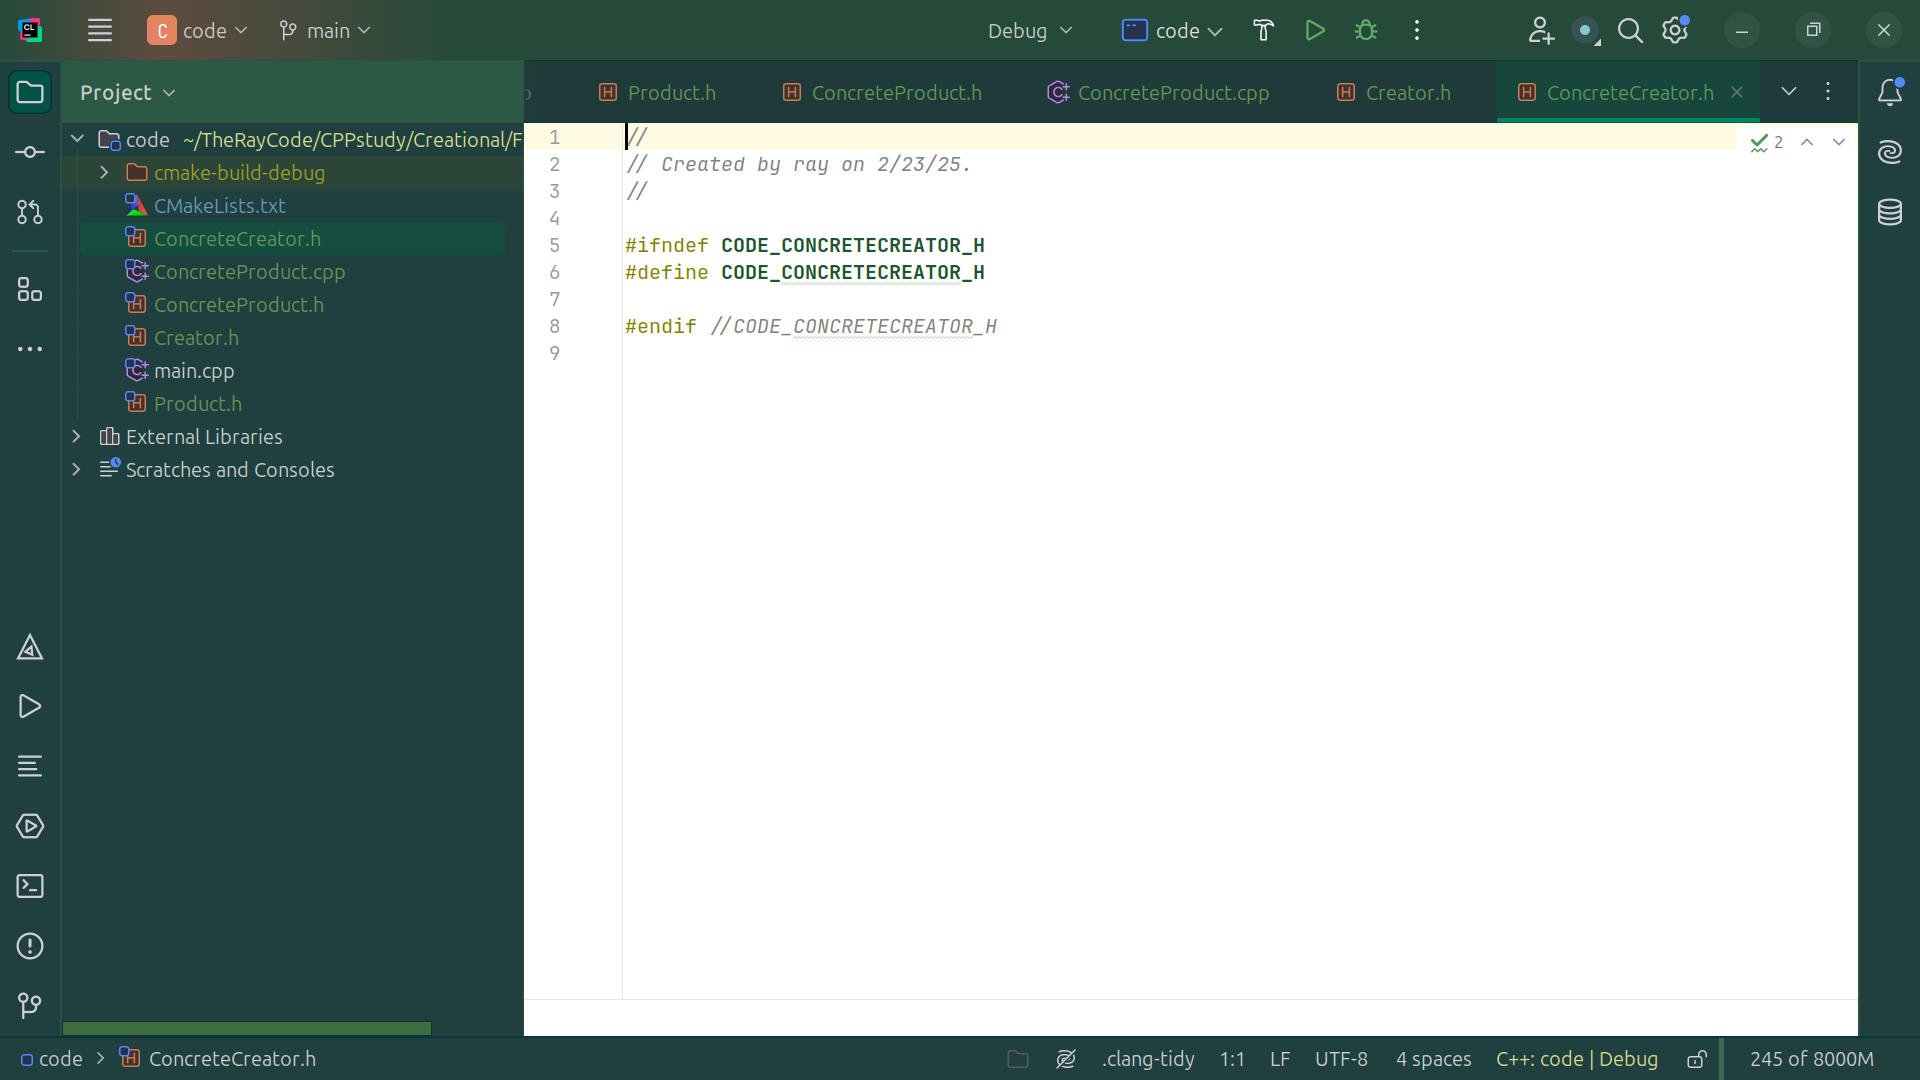 CL
C code
main
Debug
code
Project
Product.h
ConcreteProduct.h
ConcreteProduct.cpp
Creator.h
ConcreteCreator.h
code ~/TheRayCode/CPPstudy/Creational/F
cmake-build-debug
CMakeLists.txt
ConcreteCreator.h
ConcreteProduct.cpp
ConcreteProduct.h
Creator.h
main.cpp
Product.h
External Libraries
Scratches and Consoles
1 //
2 // Created by ray on 2/23/25.
3 //
4
5 #ifndef CODE_CONCRETECREATOR_H
6 #define CODE_CONCRETECREATOR_H
7
8 #endif //CODE_CONCRETECREATOR_H
9
2
code > ConcreteCreator.h
.clang-tidy 1:1 LF UTF-8 4 spaces C++: code | Debug 245 of 8000M